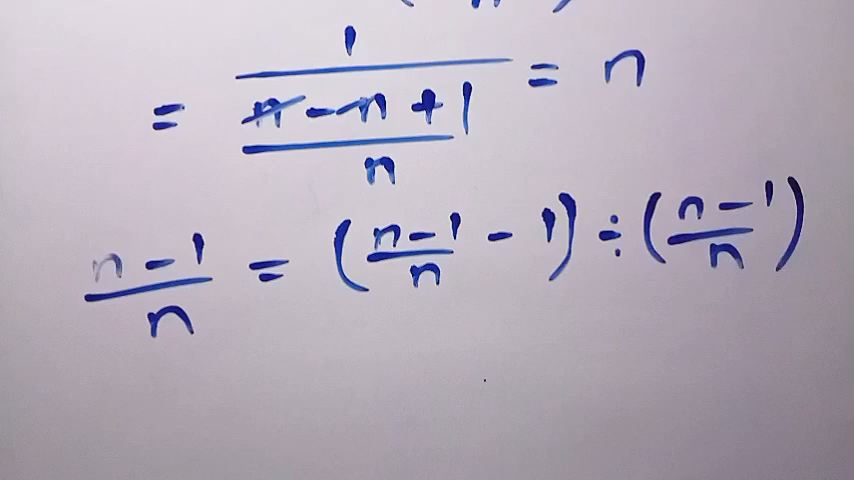 = 1 / ((n - n + 1) / n) = n
(n - 1) / n = ((n - 1) / n - 1) ÷ ((n - 1) / n)